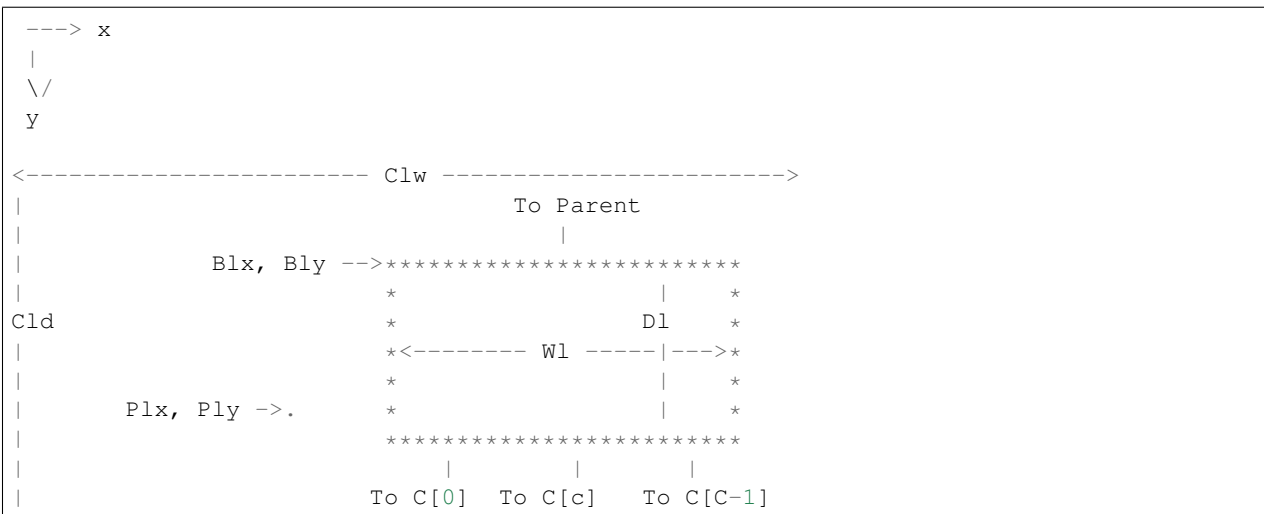 ---> x
|
\/
y
<------------------------ Clw ------------------------>
| To Parent
| |
| Blx, Bly -->*************************
| * | *
Cld * Dl *
| *<-------- Wl -----|--->*
| * | *
| Plx, Ply ->. * | *
| *************************
| | | |
| To C[0] To C[c] To C[C-1]